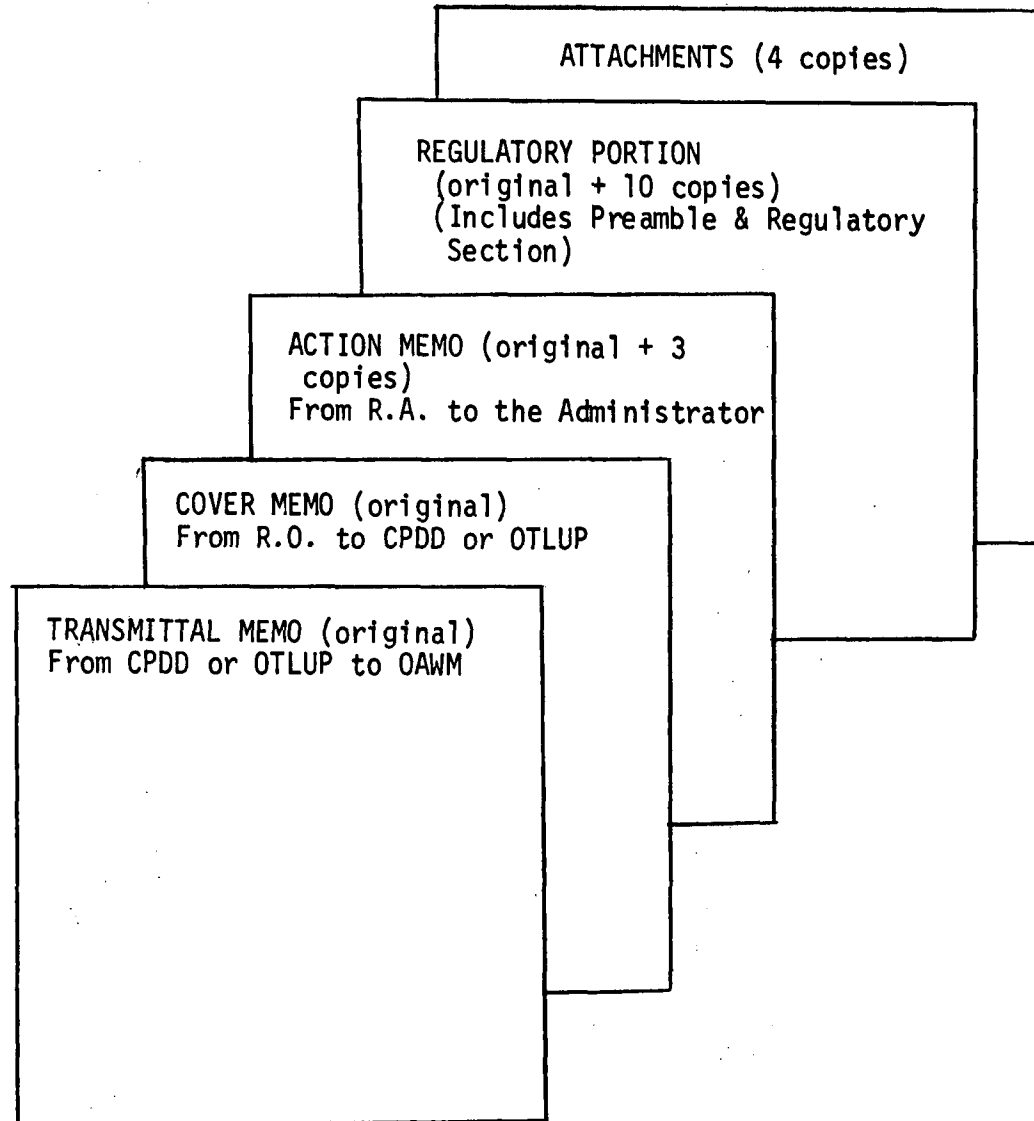 ATTACHMENTS (4 copies)
REGULATORY PORTION
(original + 10 copies)
(Includes Preamble & Regulatory
Section)
ACTION MEMO (original + 3
copies)
From R.A. to the Administrator
COVER MEMO (original)
From R.O. to CPDD or OTLUP
TRANSMITTAL MEMO (original)
From CPDD or OTLUP to OAWM